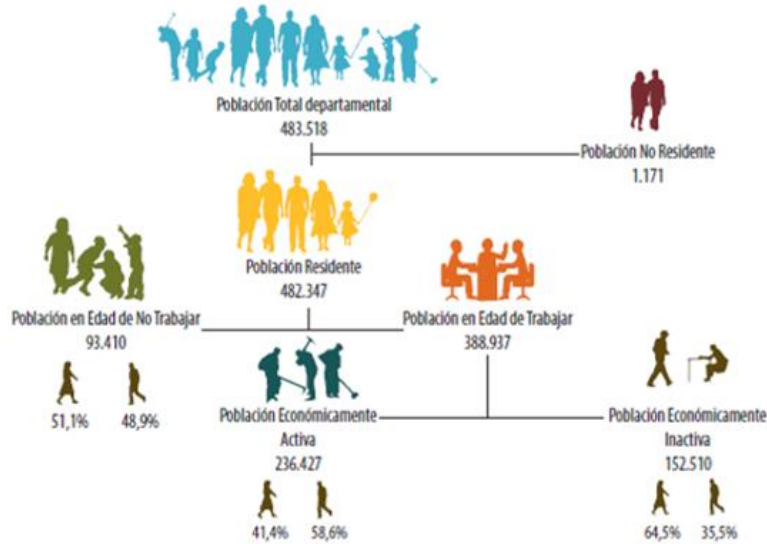 Población Total departamental
483.518
Población No Residente
1.171
Población Residente
482.347
Población en Edad de No Trabajar
93.410
51,1% 48,9%
Población en Edad de Trabajar
388.937
Población Económicamente
Activa
236.427
41,4% 58,6%
Población Económicamente
Inactiva
152.510
64,5% 35,5%